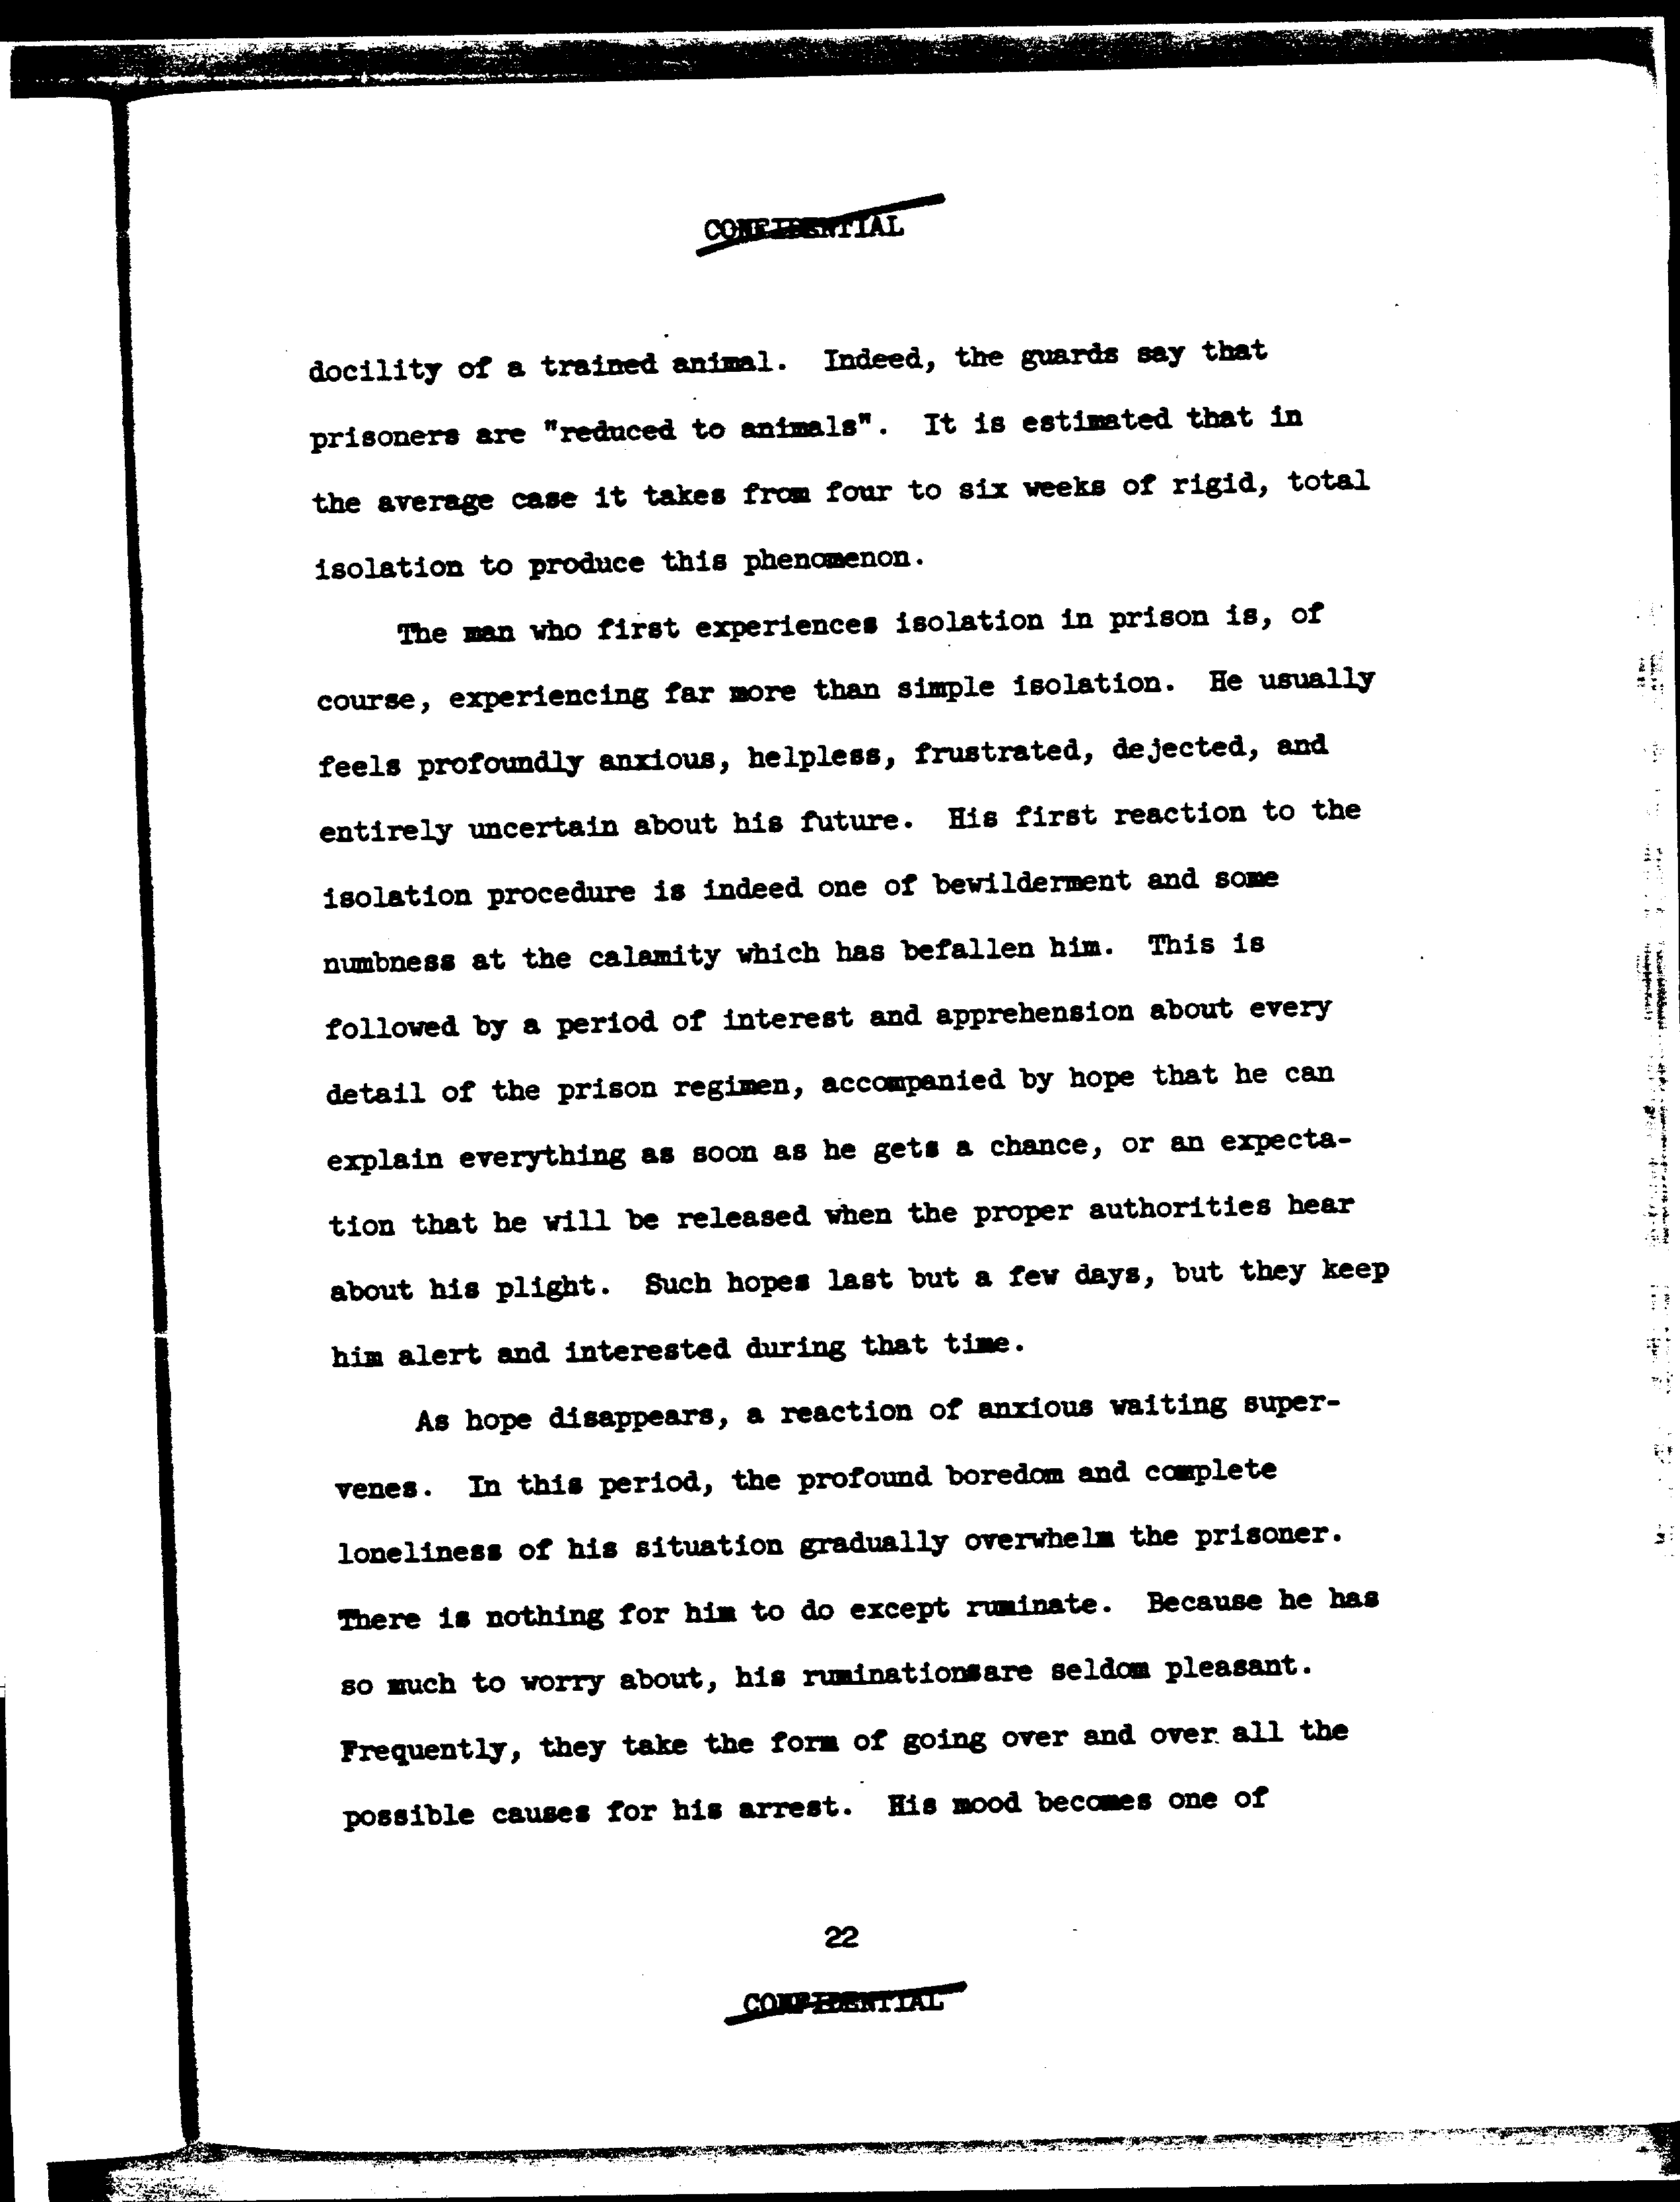 CONFIDENTIAL
docility of a trained animal. Indeed, the guards say that
prisoners are "reduced to animals". It is estimated that in
the average case it takes from four to six weeks of rigid, total
isolation to produce this phenomenon.
The man who first experiences isolation in prison is, of
course, experiencing far more than simple isolation. He usually
feels profoundly anxious, helpless, frustrated, dejected, and
entirely uncertain about his future. His first reaction to the
isolation procedure is indeed one of bewilderment and some
numbness at the calamity which has befallen him. This is
followed by a period of interest and apprehension about every
detail of the prison regimen, accompanied by hope that he can
explain everything as soon as he gets a chance, or an expecta-
tion that he will be released when the proper authorities hear
about his plight. Such hopes last but a few days, but they keep
him alert and interested during that time.
As hope disappears, a reaction of anxious waiting super-
venes. In this period, the profound boredom and complete
loneliness of his situation gradually overwhelm the prisoner.
There is nothing for him to do except ruminate. Because he has
so much to worry about, his ruminationsare seldom pleasant.
Frequently, they take the form of going over and over all the
possible causes for his arrest. His mood becomes one of
22
CONFIDENTIAL